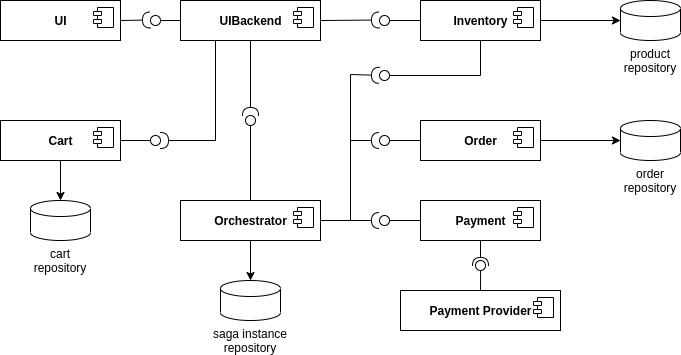 UI
UIBackend
Inventory
product
repository
Cart
Order
order
repository
cart
repository
Orchestrator
Payment
saga instance
repository
Payment Provider